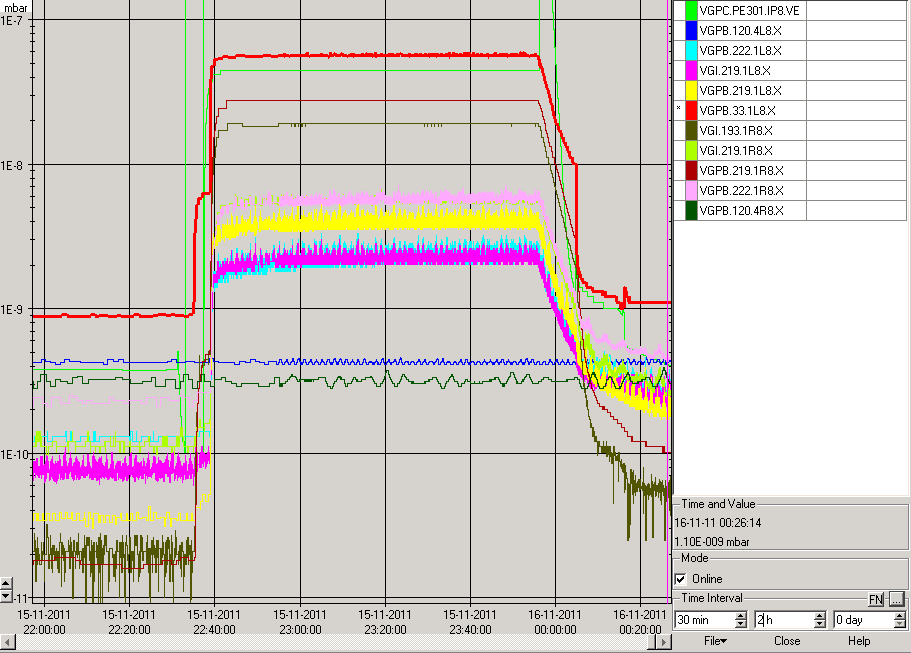 mbar
1E-7
1E-8
1E-9
1E-10
-11
15-11-2011 15-11-2011 15-11-2011 15-11-2011 15-11-2011 15-11-2011 16-11-2011 16-11-2011
22:00:00 22:20:00 22:40:00 23:00:00 23:20:00 23:40:00 00:00:00 00:20:00
VGPC.PE301.IP8.VE
VGPB.120.4L8.X
VGPB.222.1L8.X
VGI.219.1L8.X
VGPB.219.1L8.X
* VGPB.33.1L8.X
VGI.193.1R8.X
VGI.219.1R8.X
VGPB.219.1R8.X
VGPB.222.1R8.X
VGPB.120.4R8.X
Time and Value
16-11-11 00:26:14
1.10E-009 mbar
Mode
Online
Time Interval FN ...
30 min 2 h 0 day
File Close Help